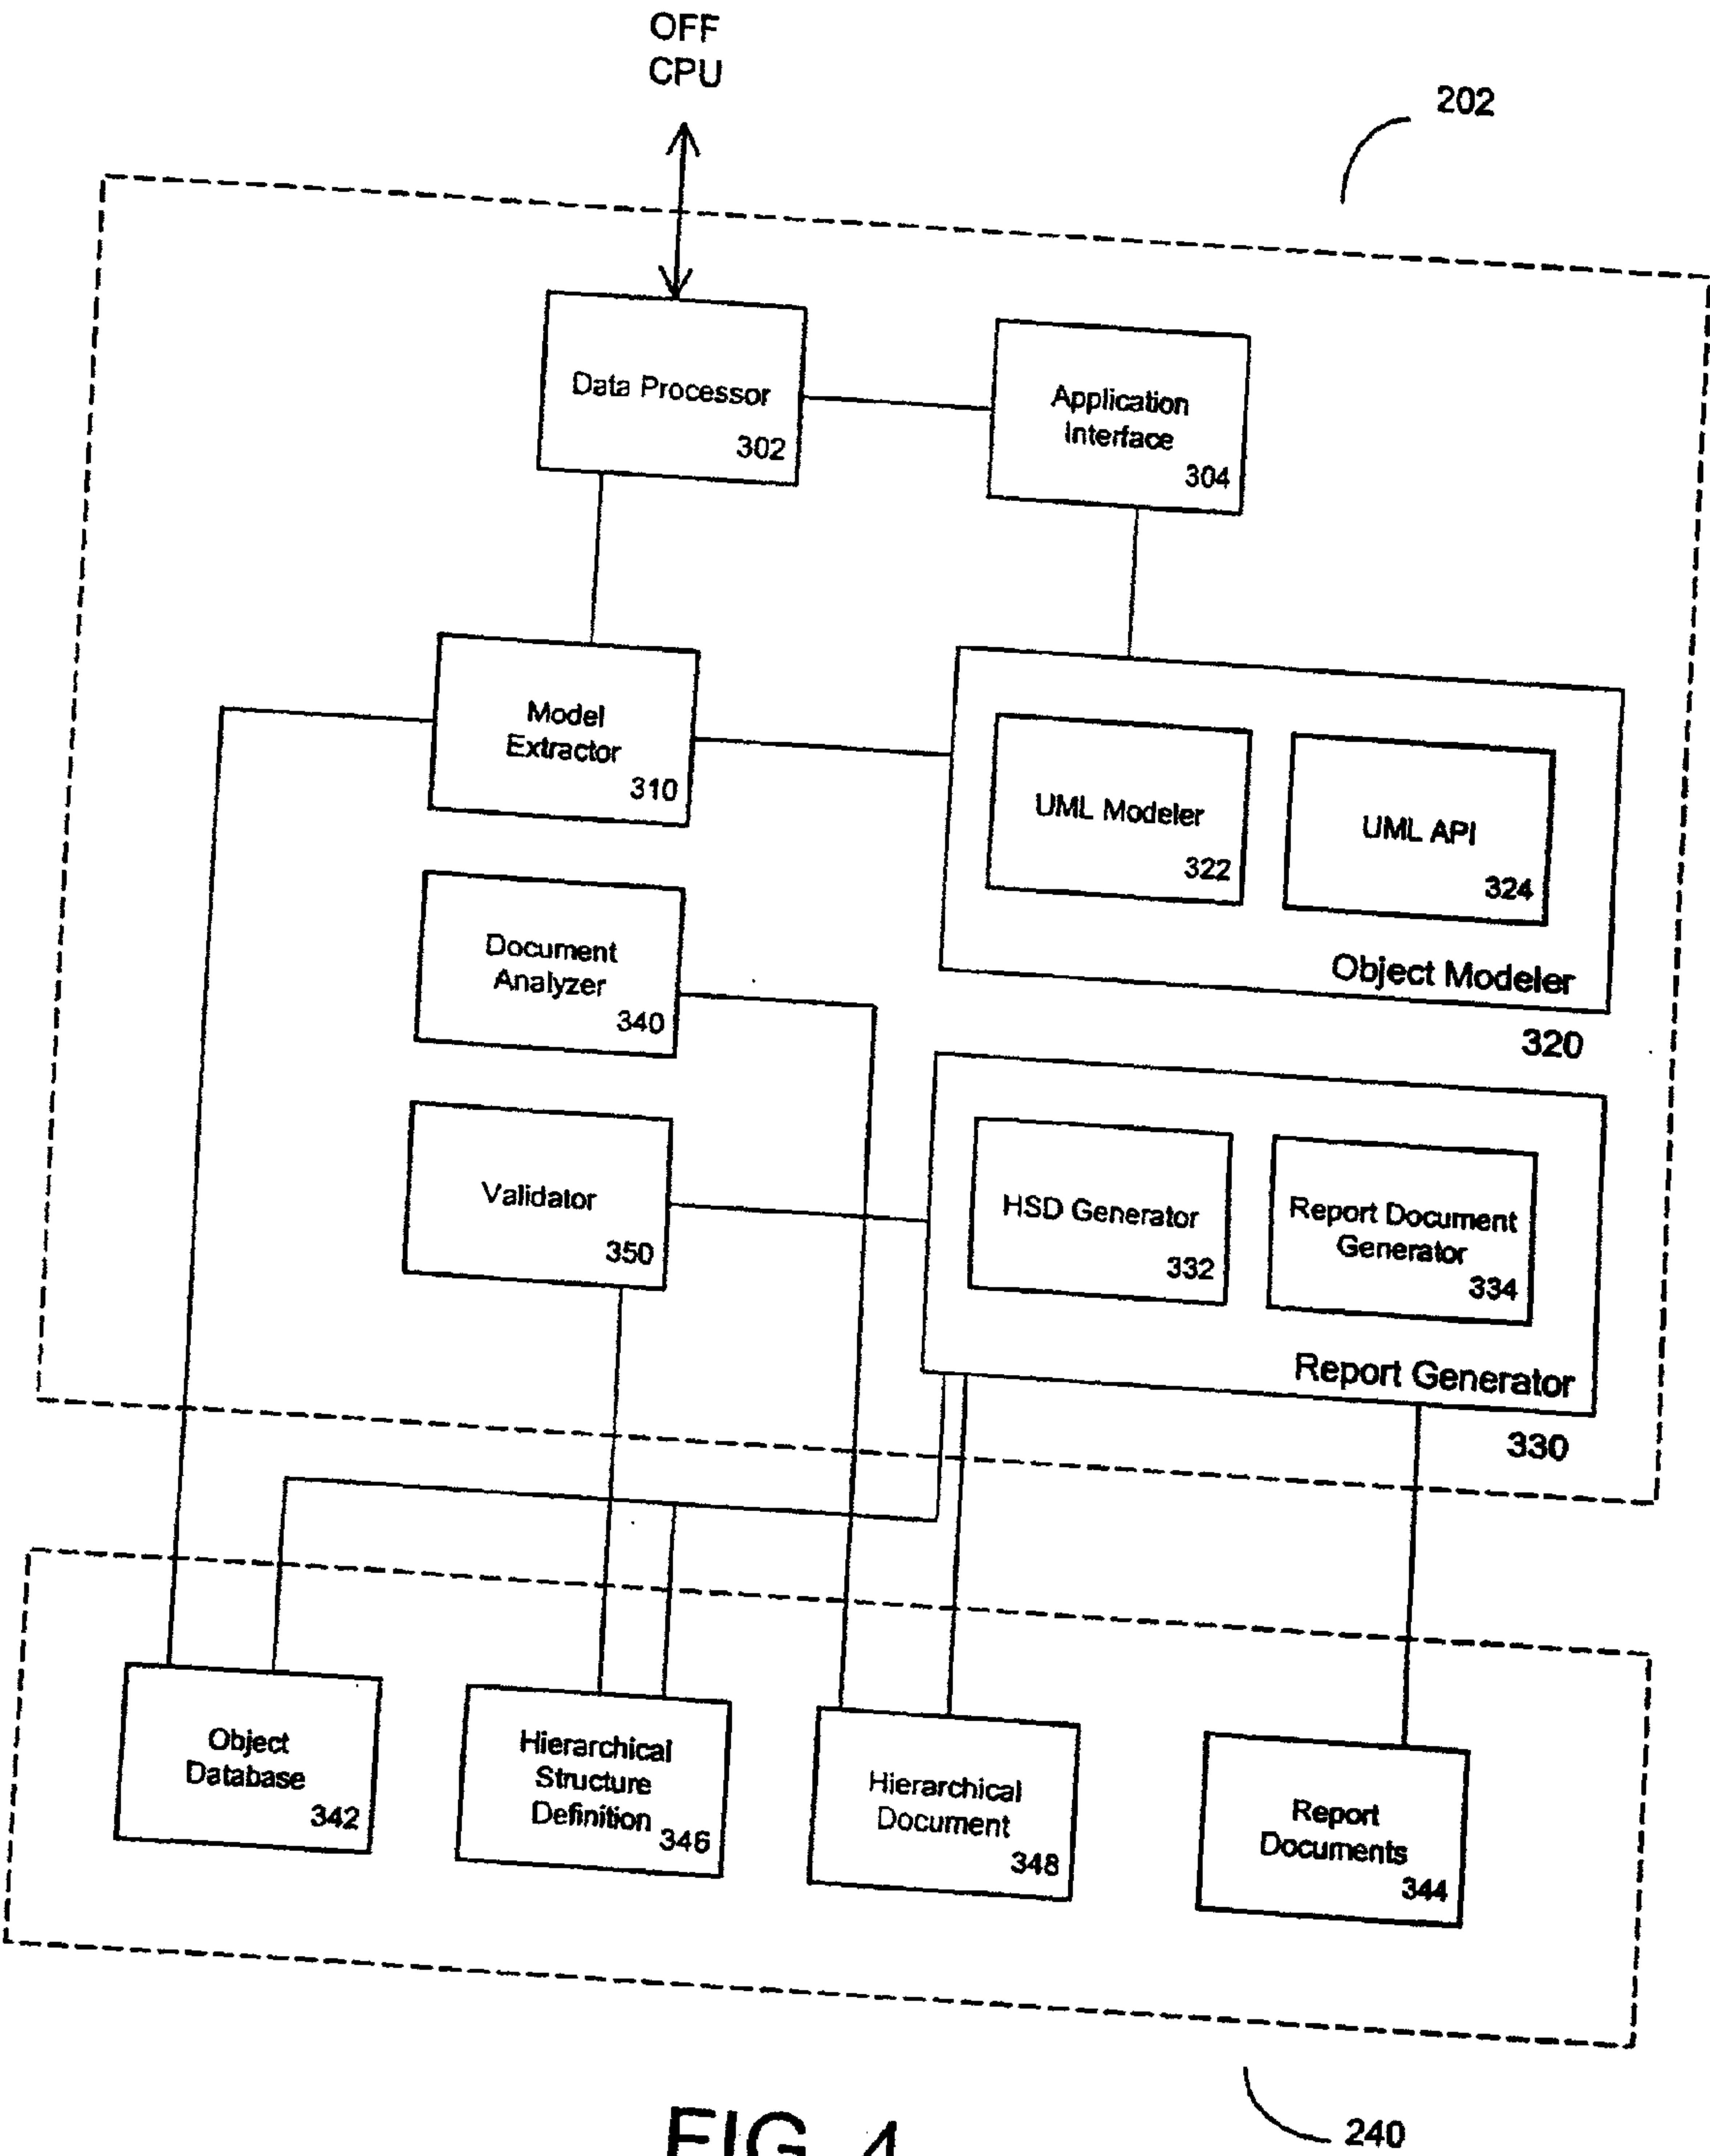 OFF
CPU
202
Data Processor
302
Application
Interface
304
Model
Extractor
310
UML Modeler
322
UML API
324
Object Modeler
320
Document
Analyzer
340
Validator
350
HSD Generator
332
Report Document
Generator
334
Report Generator
330
Object
Database
342
Hierarchical
Structure
Definition
346
Hierarchical
Document
348
Report
Documents
344
240
FIG. 4